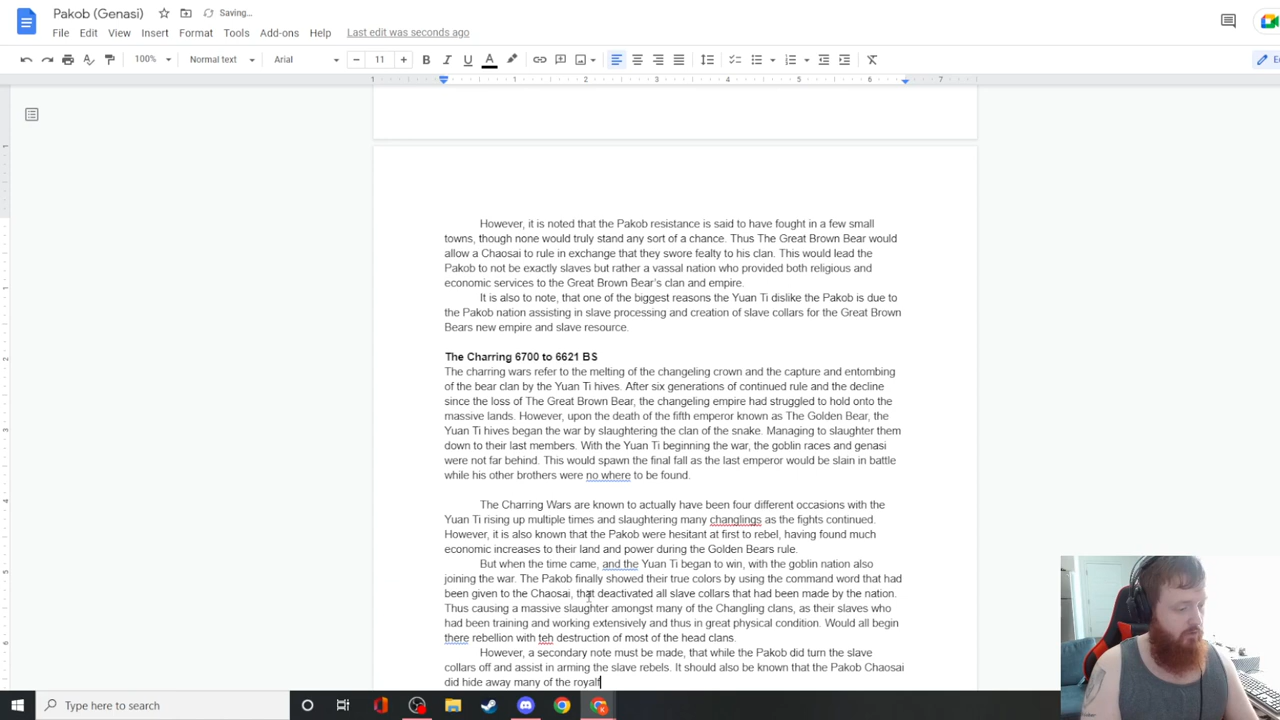 Pakob (Genasi)
Saving...
File Edit View Insert Format Tools Add-ons Help Last edit was seconds ago
100% Normal text Arial 11
1 1 2 3 4 5 6 7
However, it is noted that the Pakob resistance is said to have fought in a few small
towns, though none would truly stand any sort of a chance. Thus The Great Brown Bear would
allow a Chaosai to rule in exchange that they swore fealty to his clan. This would lead the
Pakob to not be exactly slaves but rather a vassal nation who provided both religious and
economic services to the Great Brown Bear's clan and empire.
It is also to note, that one of the biggest reasons the Yuan Ti dislike the Pakob is due to
the Pakob nation assisting in slave processing and creation of slave collars for the Great Brown
Bears new empire and slave resource.
The Charring 6700 to 6621 BS
The charring wars refer to the melting of the changeling crown and the capture and entombing
of the bear clan by the Yuan Ti hives. After six generations of continued rule and the decline
since the loss of The Great Brown Bear, the changeling empire had struggled to hold onto the
massive lands. However, upon the death of the fifth emperor known as The Golden Bear, the
Yuan Ti hives began the war by slaughtering the clan of the snake. Managing to slaughter them
down to their last members. With the Yuan Ti beginning the war, the goblin races and genasi
were not far behind. This would spawn the final fall as the last emperor would be slain in battle
while his other brothers were no where to be found.
The Charring Wars are known to actually have been four different occasions with the
Yuan Ti rising up multiple times and slaughtering many changlings as the fights continued.
However, it is also known that the Pakob were hesitant at first to rebel, having found much
economic increases to their land and power during the Golden Bears rule.
But when the time came, and the Yuan Ti began to win, with the goblin nation also
joining the war. The Pakob finally showed their true colors by using the command word that had
been given to the Chaosai, that deactivated all slave collars that had been made by the nation.
Thus causing a massive slaughter amongst many of the Changling clans, as their slaves who
had been training and working extensively and thus in great physical condition. Would all begin
there rebellion with teh destruction of most of the head clans.
However, a secondary note must be made, that while the Pakob did turn the slave
collars off and assist in arming the slave rebels. It should also be known that the Pakob Chaosai
did hide away many of the royalt
Type here to search